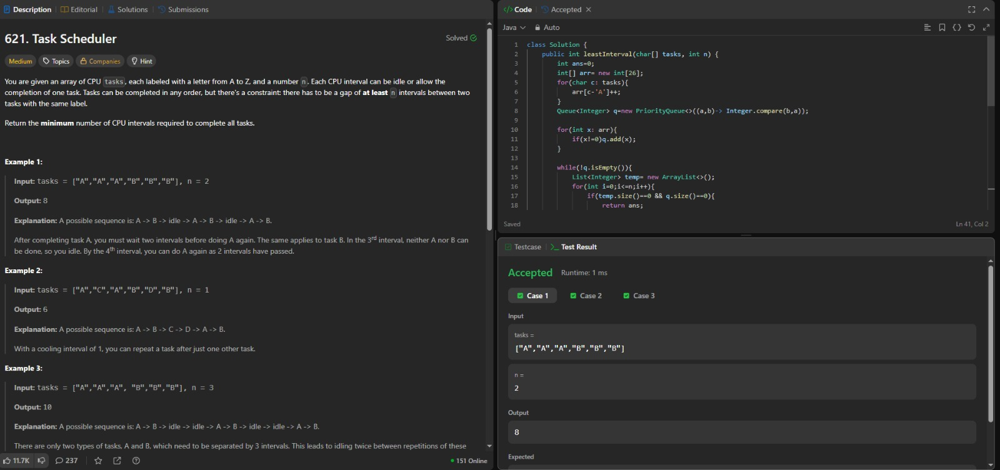 Description | Editorial | Solutions | Submissions
621. Task Scheduler
Solved
Medium Topics Companies Hint
You are given an array of CPU tasks, each labeled with a letter from A to Z, and a number n. Each CPU interval can be idle or allow the
completion of one task. Tasks can be completed in any order, but there's a constraint: there has to be a gap of at least n intervals between two
tasks with the same label.
Return the minimum number of CPU intervals required to complete all tasks.
Example 1:
Input: tasks = ["A","A","A","B","B","B"], n = 2
Output: 8
Explanation: A possible sequence is: A -> B -> idle -> A -> B -> idle -> A -> B.
After completing task A, you must wait two intervals before doing A again. The same applies to task B. In the 3rd interval, neither A nor B can
be done, so you idle. By the 4th interval, you can do A again as 2 intervals have passed.
Example 2:
Input: tasks = ["A","C","A","B","D","B"], n = 1
Output: 6
Explanation: A possible sequence is: A -> B -> C -> D -> A -> B.
With a cooling interval of 1, you can repeat a task after just one other task.
Example 3:
Input: tasks = ["A","A","A", "B","B","B"], n = 3
Output: 10
Explanation: A possible sequence is: A -> B -> idle -> idle -> A -> B -> idle -> idle -> A -> B.
There are only two types of tasks, A and B, which need to be separated by 3 intervals. This leads to idling twice between repetitions of these
11.7K 237 151 Online
</> Code | Accepted ×
Java Auto
1 class Solution {
2 public int leastInterval(char[] tasks, int n) {
3 int ans=0;
4 int[] arr= new int[26];
5 for(char c: tasks){
6 arr[c-'A']++;
7 }
8 Queue<Integer> q=new PriorityQueue<>((a,b)-> Integer.compare(b,a));
9
10 for(int x: arr){
11 if(x!=0)q.add(x);
12 }
13
14 while(!q.isEmpty()){
15 List<Integer> temp= new ArrayList<>();
16 for(int i=0;i<=n;i++){
17 if(temp.size()==0 && q.size()==0){
18 return ans;
Saved Ln 41, Col 2
Testcase | >_ Test Result
Accepted Runtime: 1 ms
Case 1 Case 2 Case 3
Input
tasks =
["A","A","A","B","B","B"]
n =
2
Output
8
Expected